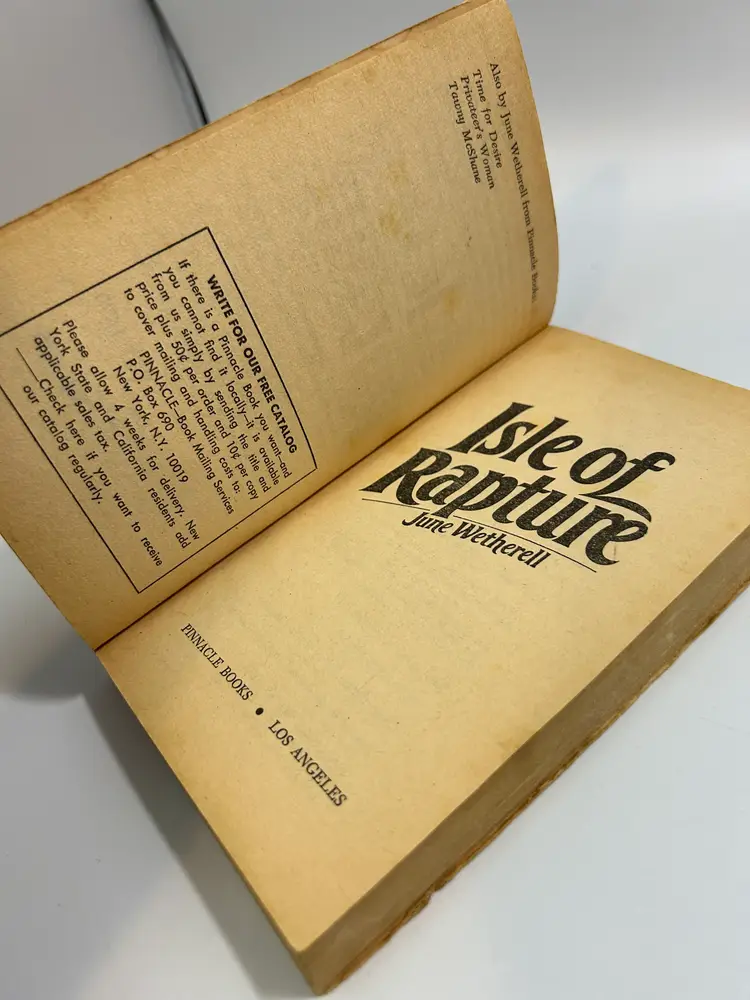 Also by June Wetherell from Pinnacle Books.
Time for Desire
Privateer's Woman
Tawny McShane
WRITE FOR OUR FREE CATALOG
If there is a Pinnacle Book you want—and
you cannot find it locally—it is available
from us simply by sending the title and
price plus 50¢ per order and 10¢ per copy
to cover mailing and handling costs to:
PINNACLE—Book Mailing Services
P.O. Box 690
New York, N.Y. 10019
Please allow 4 weeks for delivery. New
York State and California residents add
applicable sales tax.
____Check here if you want to receive
our catalog regularly.
Isle of
Rapture
June Wetherell
PINNACLE BOOKS • LOS ANGELES